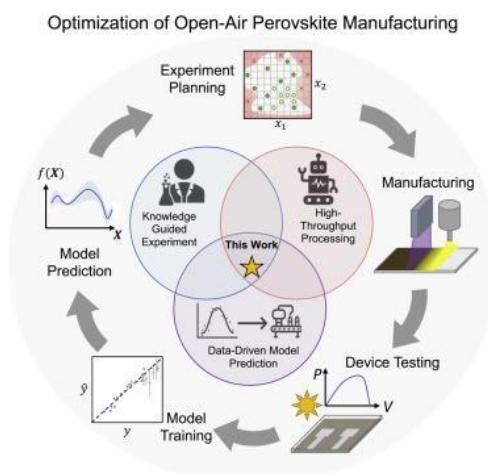 Optimization of Open-Air Perovskite Manufacturing
Experiment
Planning
x₂
x₁
f(X)
X
Model
Prediction
Knowledge
Guided
Experiment
High-
Throughput
Processing
This Work
Data-Driven Model
Prediction
Manufacturing
Device Testing
P
V
ŷ
y
Model
Training